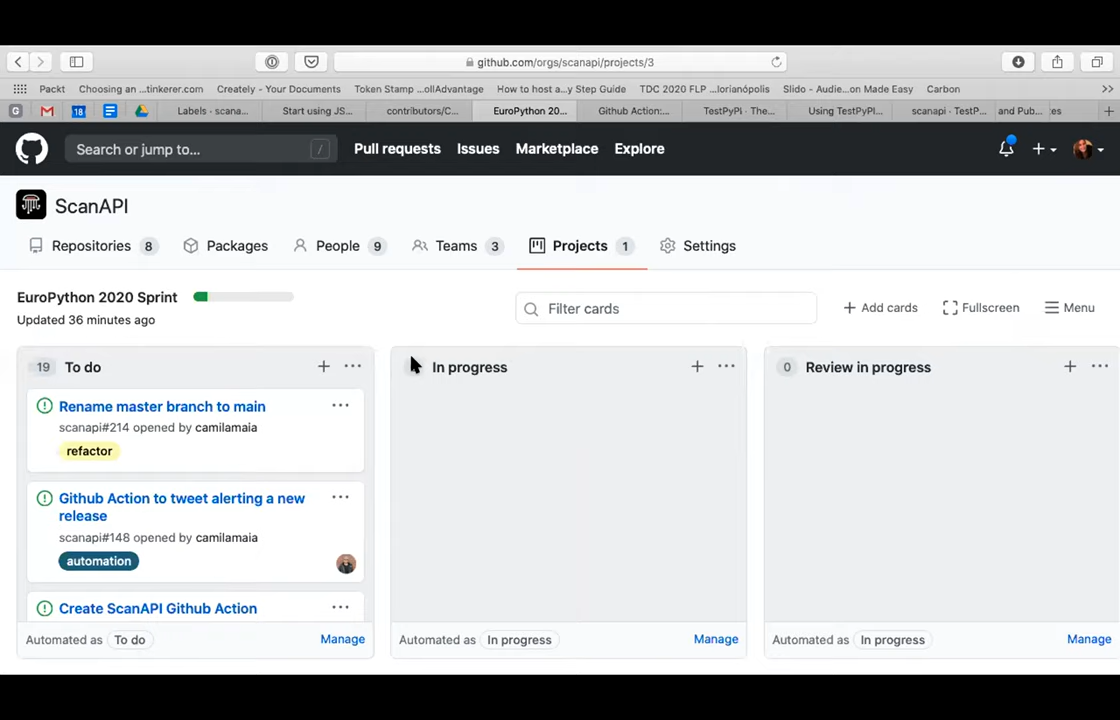 github.com/orgs/scanapi/projects/3
Packt Choosing an ...tinkerer.com Creately - Your Documents Token Stamp ...ollAdvantage How to host a...y Step Guide TDC 2020 FLP ...lorianópolis Slido - Audie...on Made Easy Carbon
G 18 Labels - scana... Start using JS... contributors/C... EuroPython 20... Github Action:... TestPyPI · The... Using TestPyPI... scanapi · TestP... and Pub... es
Search or jump to... / Pull requests Issues Marketplace Explore
ScanAPI
Repositories 8 Packages People 9 Teams 3 Projects 1 Settings
EuroPython 2020 Sprint
Updated 36 minutes ago
Filter cards
Add cards Fullscreen Menu
19 To do
Rename master branch to main
scanapi#214 opened by camilamaia
refactor
Github Action to tweet alerting a new
release
scanapi#148 opened by camilamaia
automation
Create ScanAPI Github Action
Automated as To do Manage
In progress
Automated as In progress Manage
0 Review in progress
Automated as In progress Manage